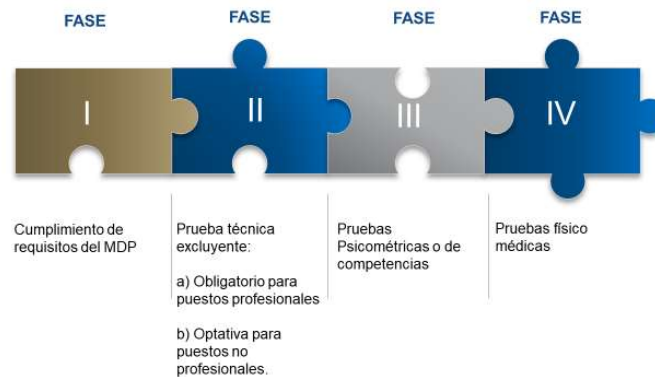 FASE
FASE
FASE
FASE
I
II
III
IV
Cumplimiento de
requisitos del MDP
Prueba técnica
excluyente:
a) Obligatorio para
puestos profesionales
b) Optativa para
puestos no
profesionales.
Pruebas
Psicométricas o de
competencias
Pruebas físico
médicas